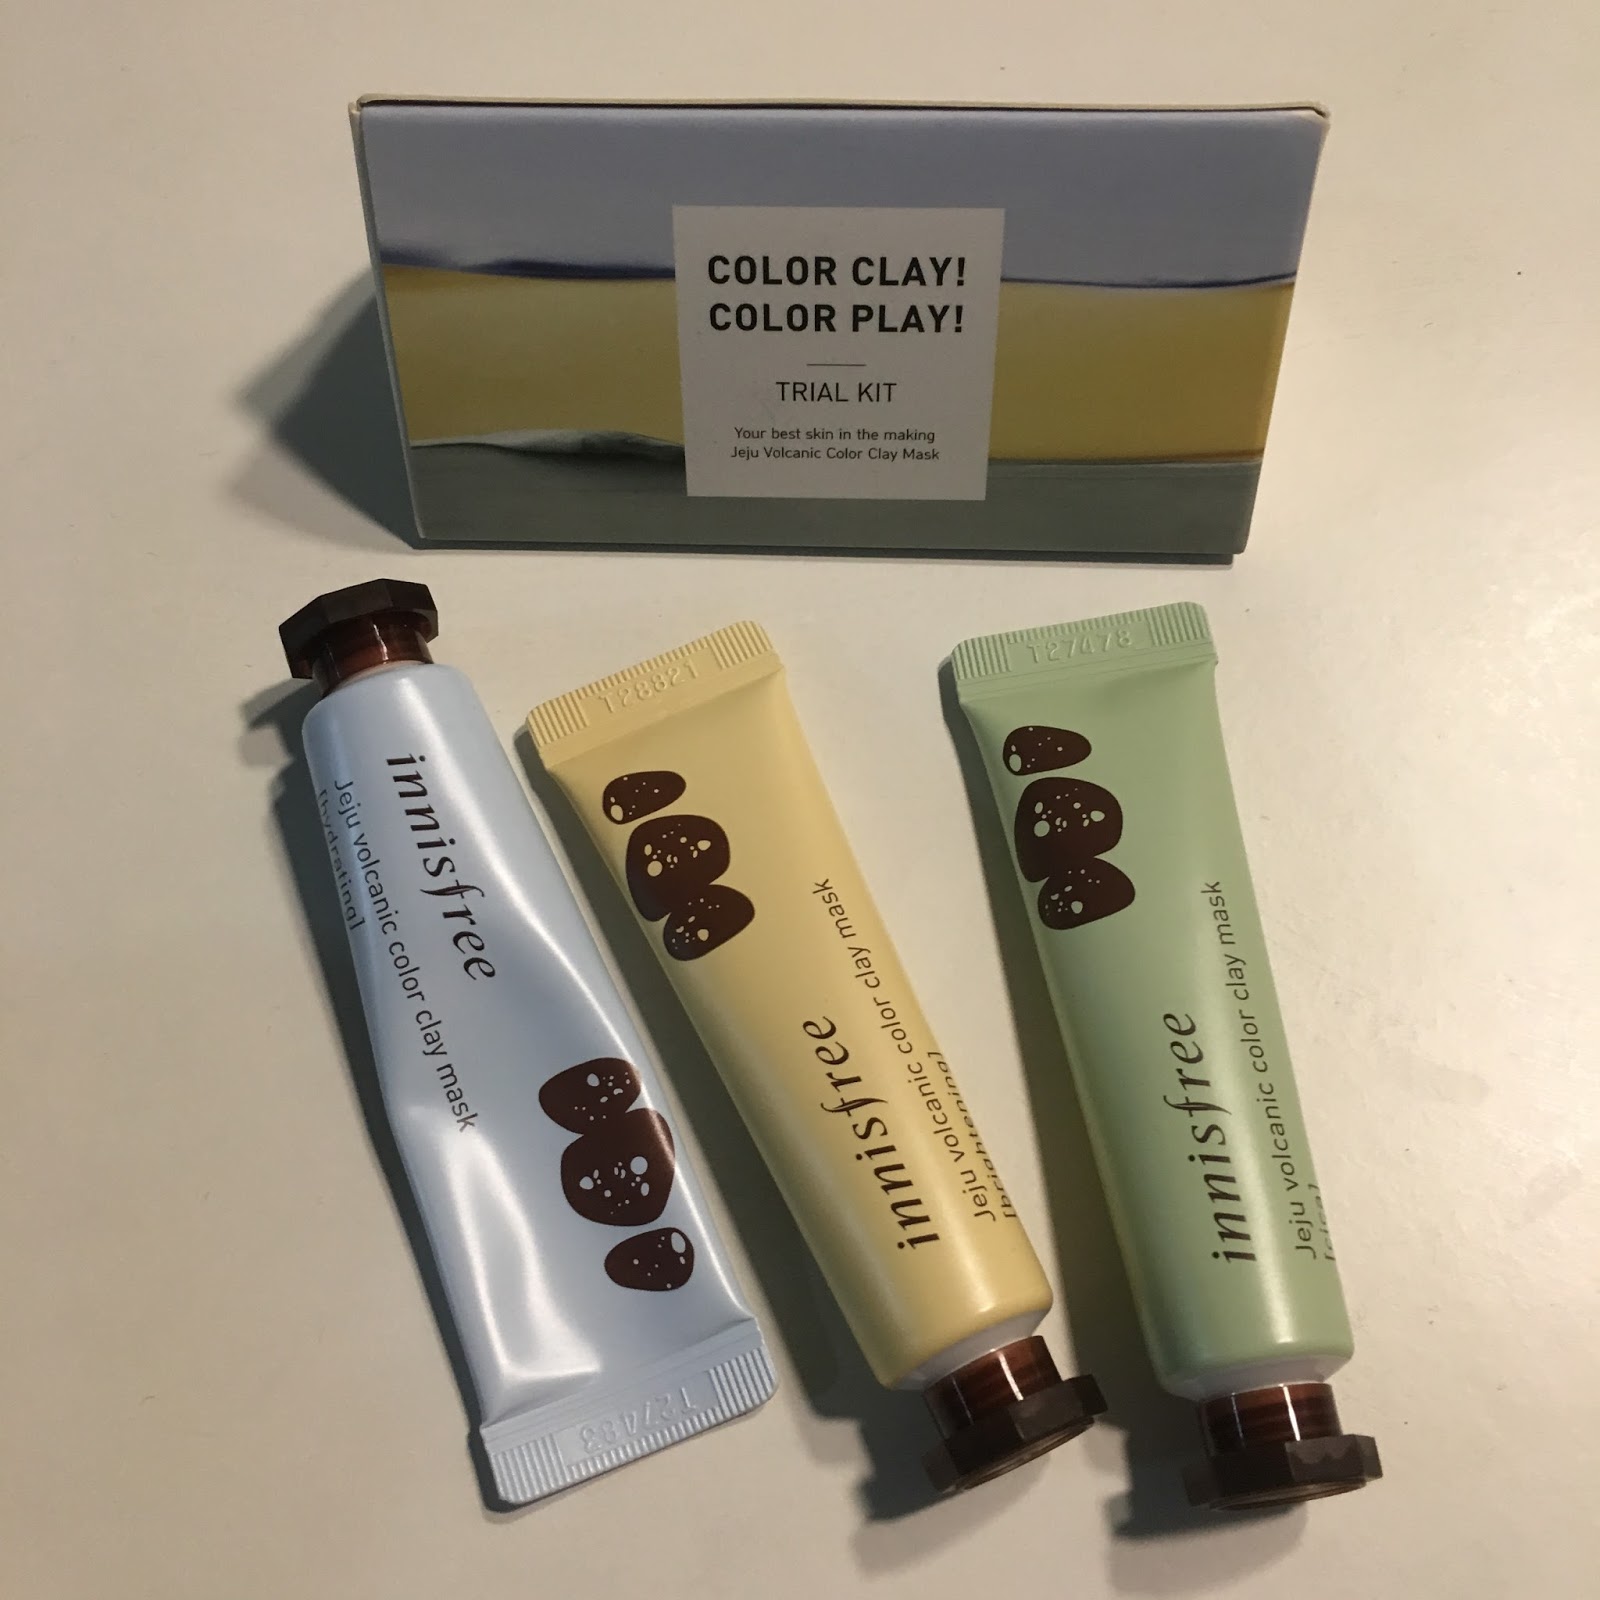 COLOR CLAY!
COLOR PLAY!
TRIAL KIT
Your best skin in the making
Jeju Volcanic Color Clay Mask
innisfree
Jeju volcanic color clay mask
[hydrating]
T27483
T28821
innisfree
Jeju volcanic color clay mask
[brightening]
T27478
innisfree
Jeju volcanic color clay mask